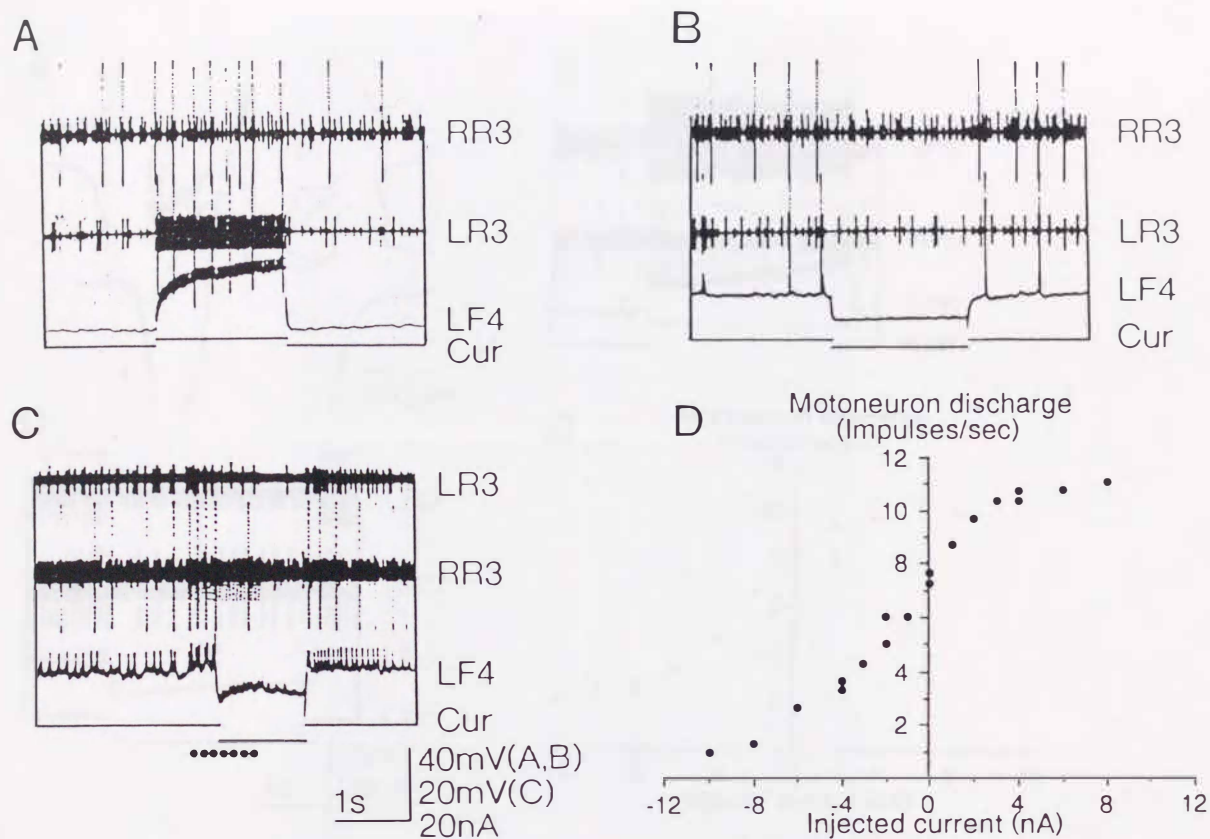 A
RR3
LR3
LF4
Cur
B
RR3
LR3
LF4
Cur
C
LR3
RR3
LF4
Cur
1S
40mV(A,B)
20mV(C)
20nA
D
Motoneuron discharge
(Impulses/sec)
12
10
8
6
4
2
-12 -8 -4 0 4 8 12
Injected current (nA)